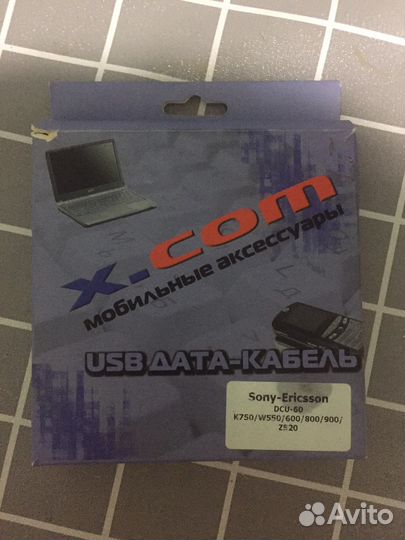 x.com
мобильные аксессуары
USB ДАТА-КАБЕЛЬ
Sony-Ericsson
DCU-60
K750/W550/600/800/900/
Z520
Avito